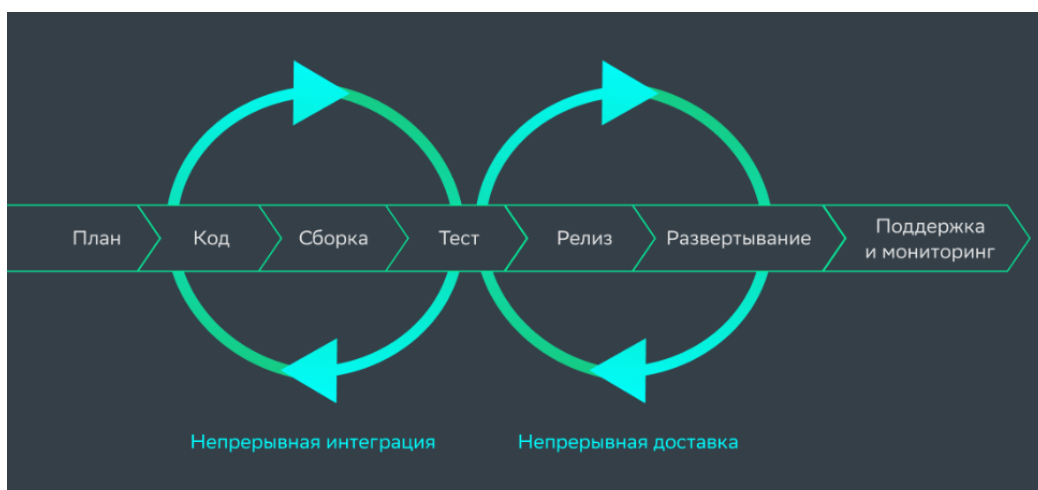 План
Код
Сборка
Тест
Релиз
Развертывание
Поддержка
и мониторинг
Непрерывная интеграция
Непрерывная доставка